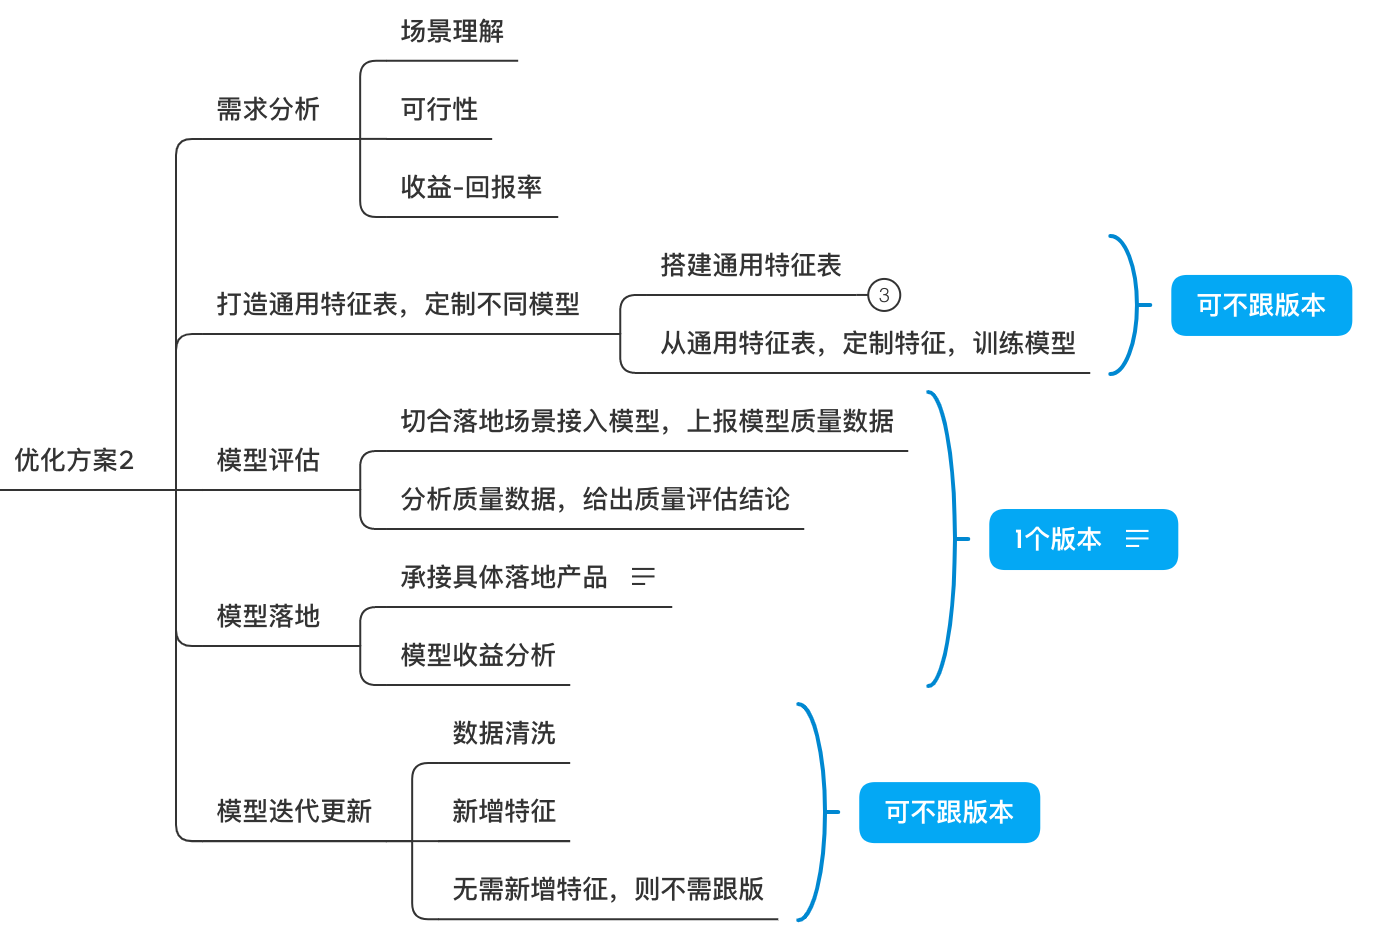 场景理解
需求分析
可行性
收益-回报率
搭建通用特征表
3
打造通用特征表，定制不同模型
可不跟版本
从通用特征表，定制特征，训练模型
切合落地场景接入模型，上报模型质量数据
优化方案2
模型评估
分析质量数据，给出质量评估结论
1个版本
承接具体落地产品
模型落地
模型收益分析
数据清洗
模型迭代更新
新增特征
可不跟版本
无需新增特征，则不需跟版